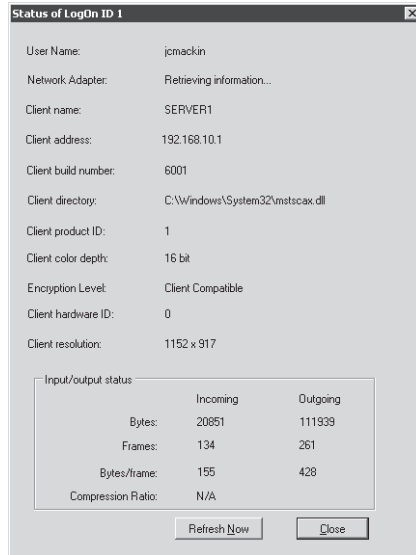 Status of LogOn ID 1
User Name: jcmackin
Network Adapter: Retrieving information...
Client name: SERVER1
Client address: 192.168.10.1
Client build number: 6001
Client directory: C:\Windows\System32\mstscax.dll
Client product ID: 1
Client color depth: 16 bit
Encryption Level: Client Compatible
Client hardware ID: 0
Client resolution: 1152 x 917
Input/output status
Incoming Outgoing
Bytes: 20851 111939
Frames: 134 261
Bytes/frame: 155 428
Compression Ratio: N/A
Refresh Now Close